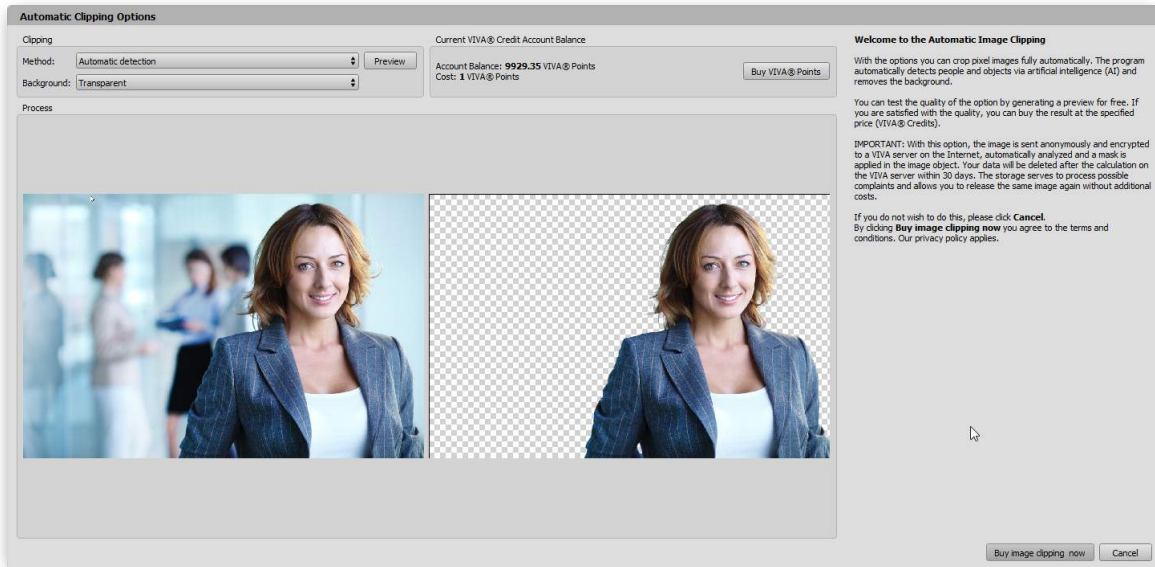 Automatic Clipping Options
Clipping
Method: Automatic detection Preview
Background: Transparent
Current VIVA® Credit Account Balance
Account Balance: 9929.35 VIVA® Points
Cost: 1 VIVA® Points
Buy VIVA® Points
Process
Welcome to the Automatic Image Clipping
With the options you can crop pixel images fully automatically. The program
automatically detects people and objects via artificial intelligence (AI) and
removes the background.
You can test the quality of the option by generating a preview for free. If
you are satisfied with the quality, you can buy the result at the specified
price (VIVA® Credits).
IMPORTANT: With this option, the image is sent anonymously and encrypted
to a VIVA server on the Internet, automatically analyzed and a mask is
applied in the image object. Your data will be deleted after the calculation on
the VIVA server within 30 days. The storage serves to process possible
complaints and allows you to release the same image again without additional
costs.
If you do not wish to do this, please click Cancel.
By clicking Buy image clipping now you agree to the terms and
conditions. Our privacy policy applies.
Buy image clipping now Cancel